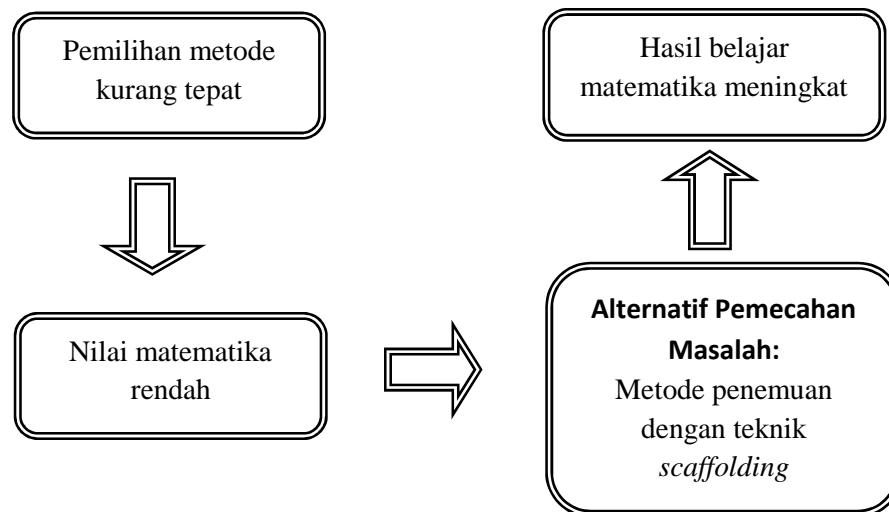 Pemilihan metode
kurang tepat
Nilai matematika
rendah
Alternatif Pemecahan
Masalah:
Metode penemuan
dengan teknik
scaffolding
Hasil belajar
matematika meningkat